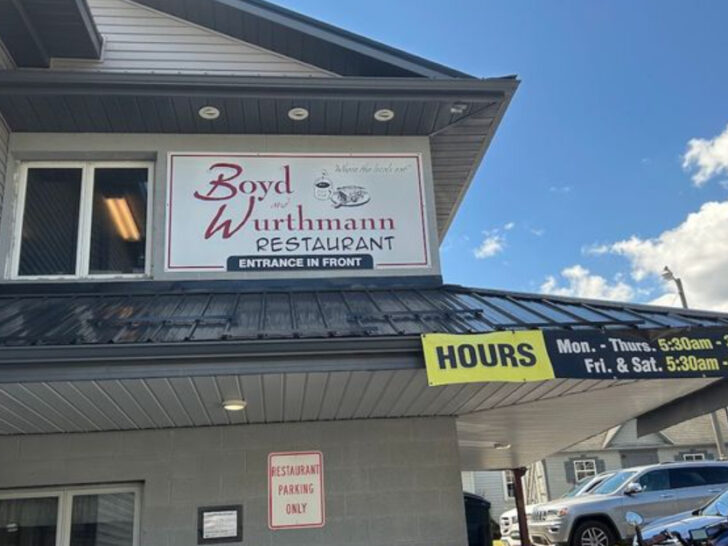 "Where the locals eat"
Boyd
and
Wurthmann
RESTAURANT
ENTRANCE IN FRONT
HOURS
Mon. - Thurs. 5:30am -
Fri. & Sat. 5:30am -
RESTAURANT
PARKING
ONLY